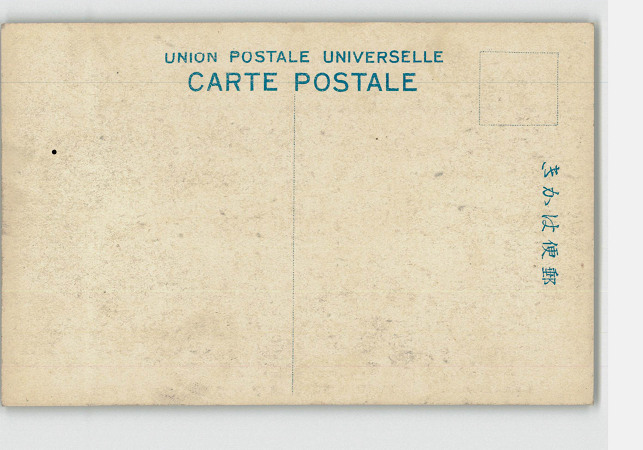 UNION POSTALE UNIVERSELLE
CARTE POSTALE
郵便はかき